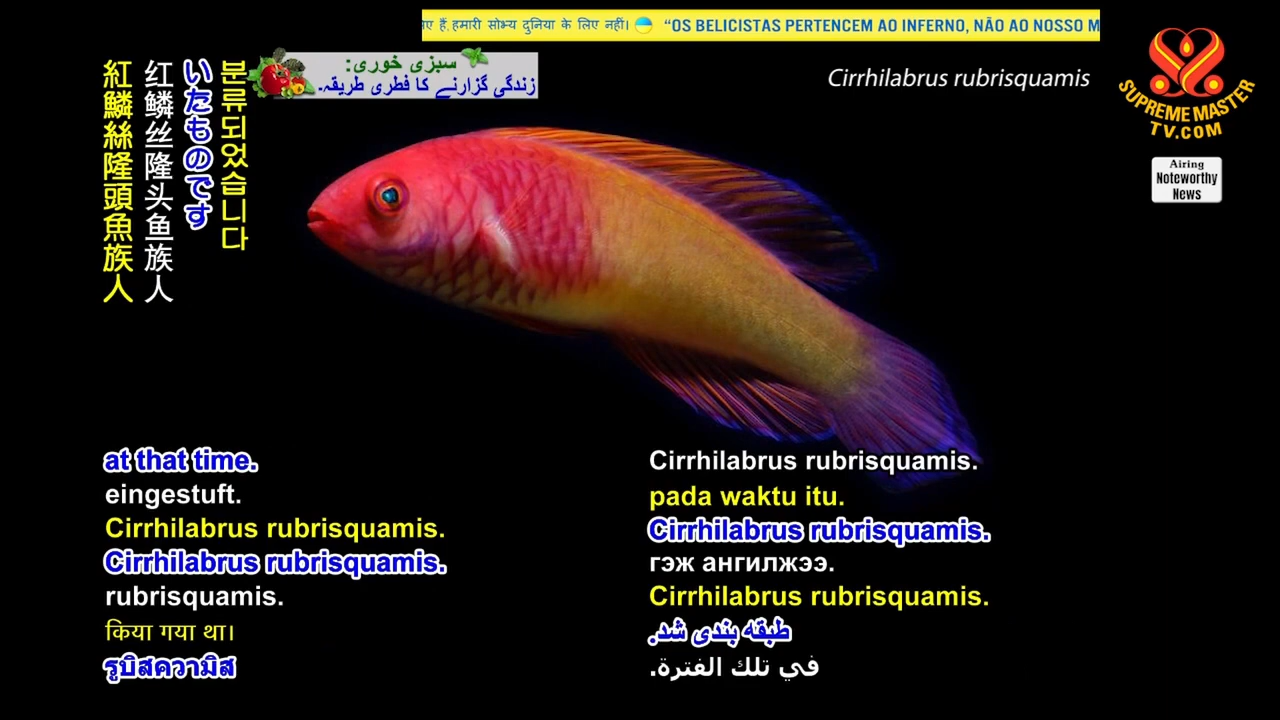 ए हैं,हमारी सोभ्य दुनिया के लिए नहीं। “OS BELICISTAS PERTENCEM AO INFERNO, NÃO AO NOSSO M
سبزی خوری:
زندگی گزارنے کا فطری طریقہ۔
Cirrhilabrus rubrisquamis
SUPREME MASTER
TV.COM
Airing
Noteworthy
News
분류되었습니다
いたものです
红鳞丝隆头鱼族人
紅鱗絲隆頭魚族人
at that time.
eingestuft.
Cirrhilabrus rubrisquamis.
Cirrhilabrus rubrisquamis.
rubrisquamis.
किया गया था।
รูบิสความิส
Cirrhilabrus rubrisquamis.
pada waktu itu.
Cirrhilabrus rubrisquamis.
гэж ангилжээ.
Cirrhilabrus rubrisquamis.
طبقه بندی شد.
في تلك الفترة.